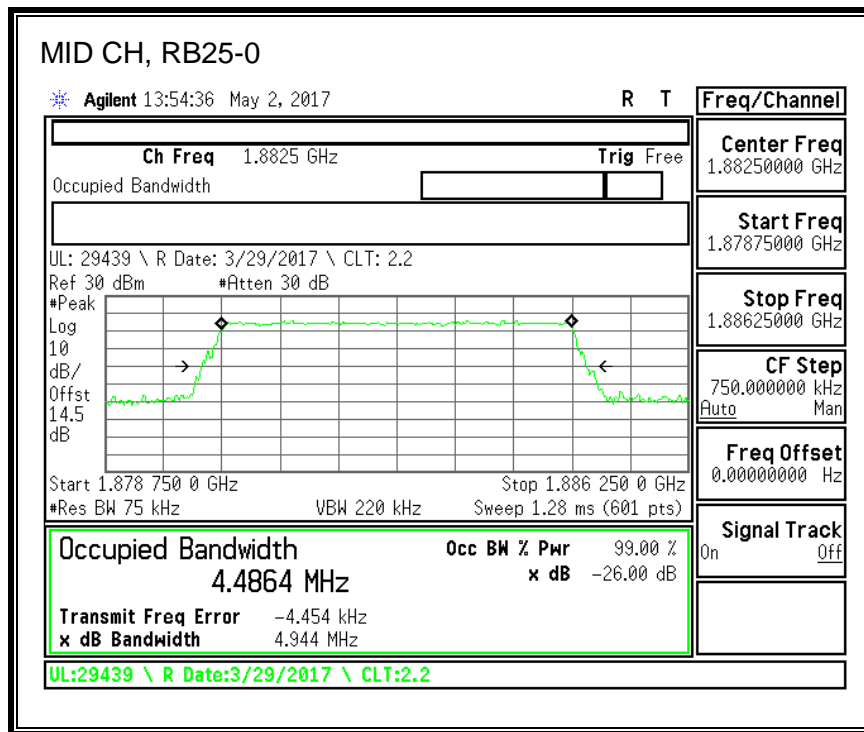 MID CH, RB25-0
Agilent 13:54:36 May 2, 2017 R T
Freq/Channel
Ch Freq 1.8825 GHz Trig Free
Occupied Bandwidth
Center Freq
1.88250000 GHz
Start Freq
1.87875000 GHz
UL: 29439 \ R Date: 3/29/2017 \ CLT: 2.2
Ref 30 dBm #Atten 30 dB
#Peak
Log
10
dB/
Offst
14.5
dB
Stop Freq
1.88625000 GHz
CF Step
750.000000 kHz
Auto Man
Freq Offset
0.00000000 Hz
Start 1.878 750 0 GHz Stop 1.886 250 0 GHz
#Res BW 75 kHz VBW 220 kHz Sweep 1.28 ms (601 pts)
Signal Track
On Off
Occupied Bandwidth Occ BW % Pwr 99.00 %
4.4864 MHz x dB -26.00 dB
Transmit Freq Error -4.454 kHz
x dB Bandwidth 4.944 MHz
UL:29439 \ R Date:3/29/2017 \ CLT:2.2